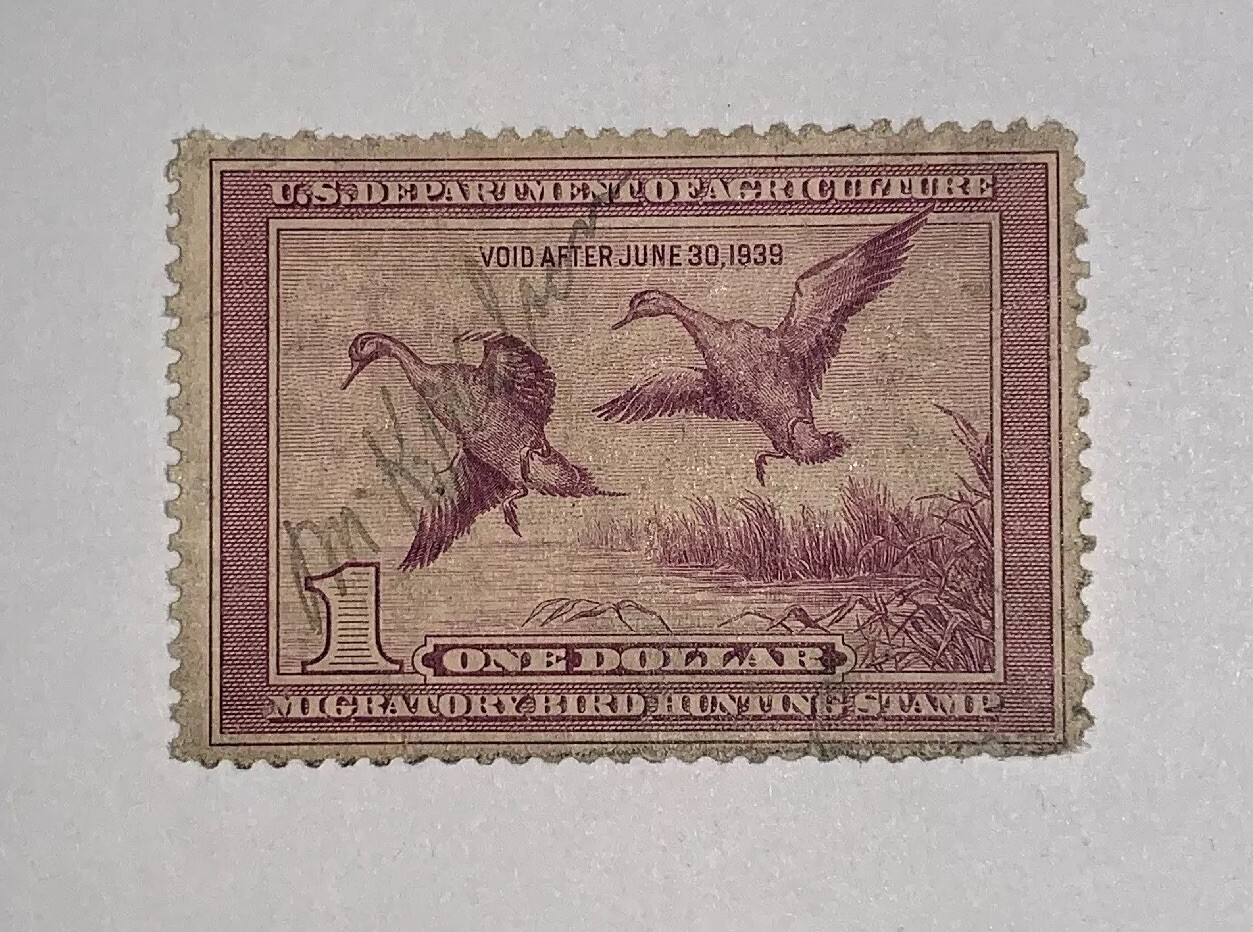 U.S. DEPARTMENT OF AGRICULTURE
VOID AFTER JUNE 30, 1939
1
ONE DOLLAR
MIGRATORY BIRD HUNTING STAMP